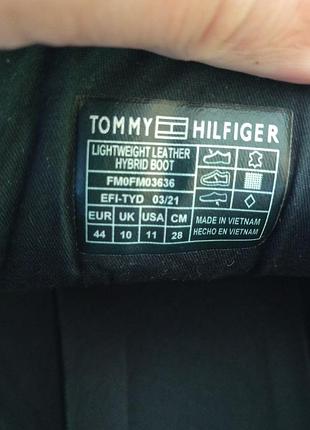 TOMMY HILFIGER
LIGHTWEIGHT LEATHER
HYBRID BOOT
FM0FM03636
EFI-TYD 03/21
EUR UK USA CM
44 10 11 28
MADE IN VIETNAM
HECHO EN VIETNAM